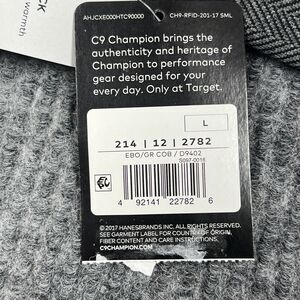 CK
warmth
AHJCXE000HTC90000 CH9-RFID-201-17 SML
C9 Champion brings the
authenticity and heritage of
Champion to performance
gear designed for your
every day. Only at Target.
L
214 | 12 | 2782
EBO/GR COB / D9402
S097-0016
4 92141 22782 6
©2017 HANESBRANDS INC. ALL RIGHTS RESERVED.
SEE GARMENT LABEL FOR COUNTRY OF ORIGIN,
FIBER CONTENT AND CARE INSTRUCTIONS.
C9CHAMPION.COM